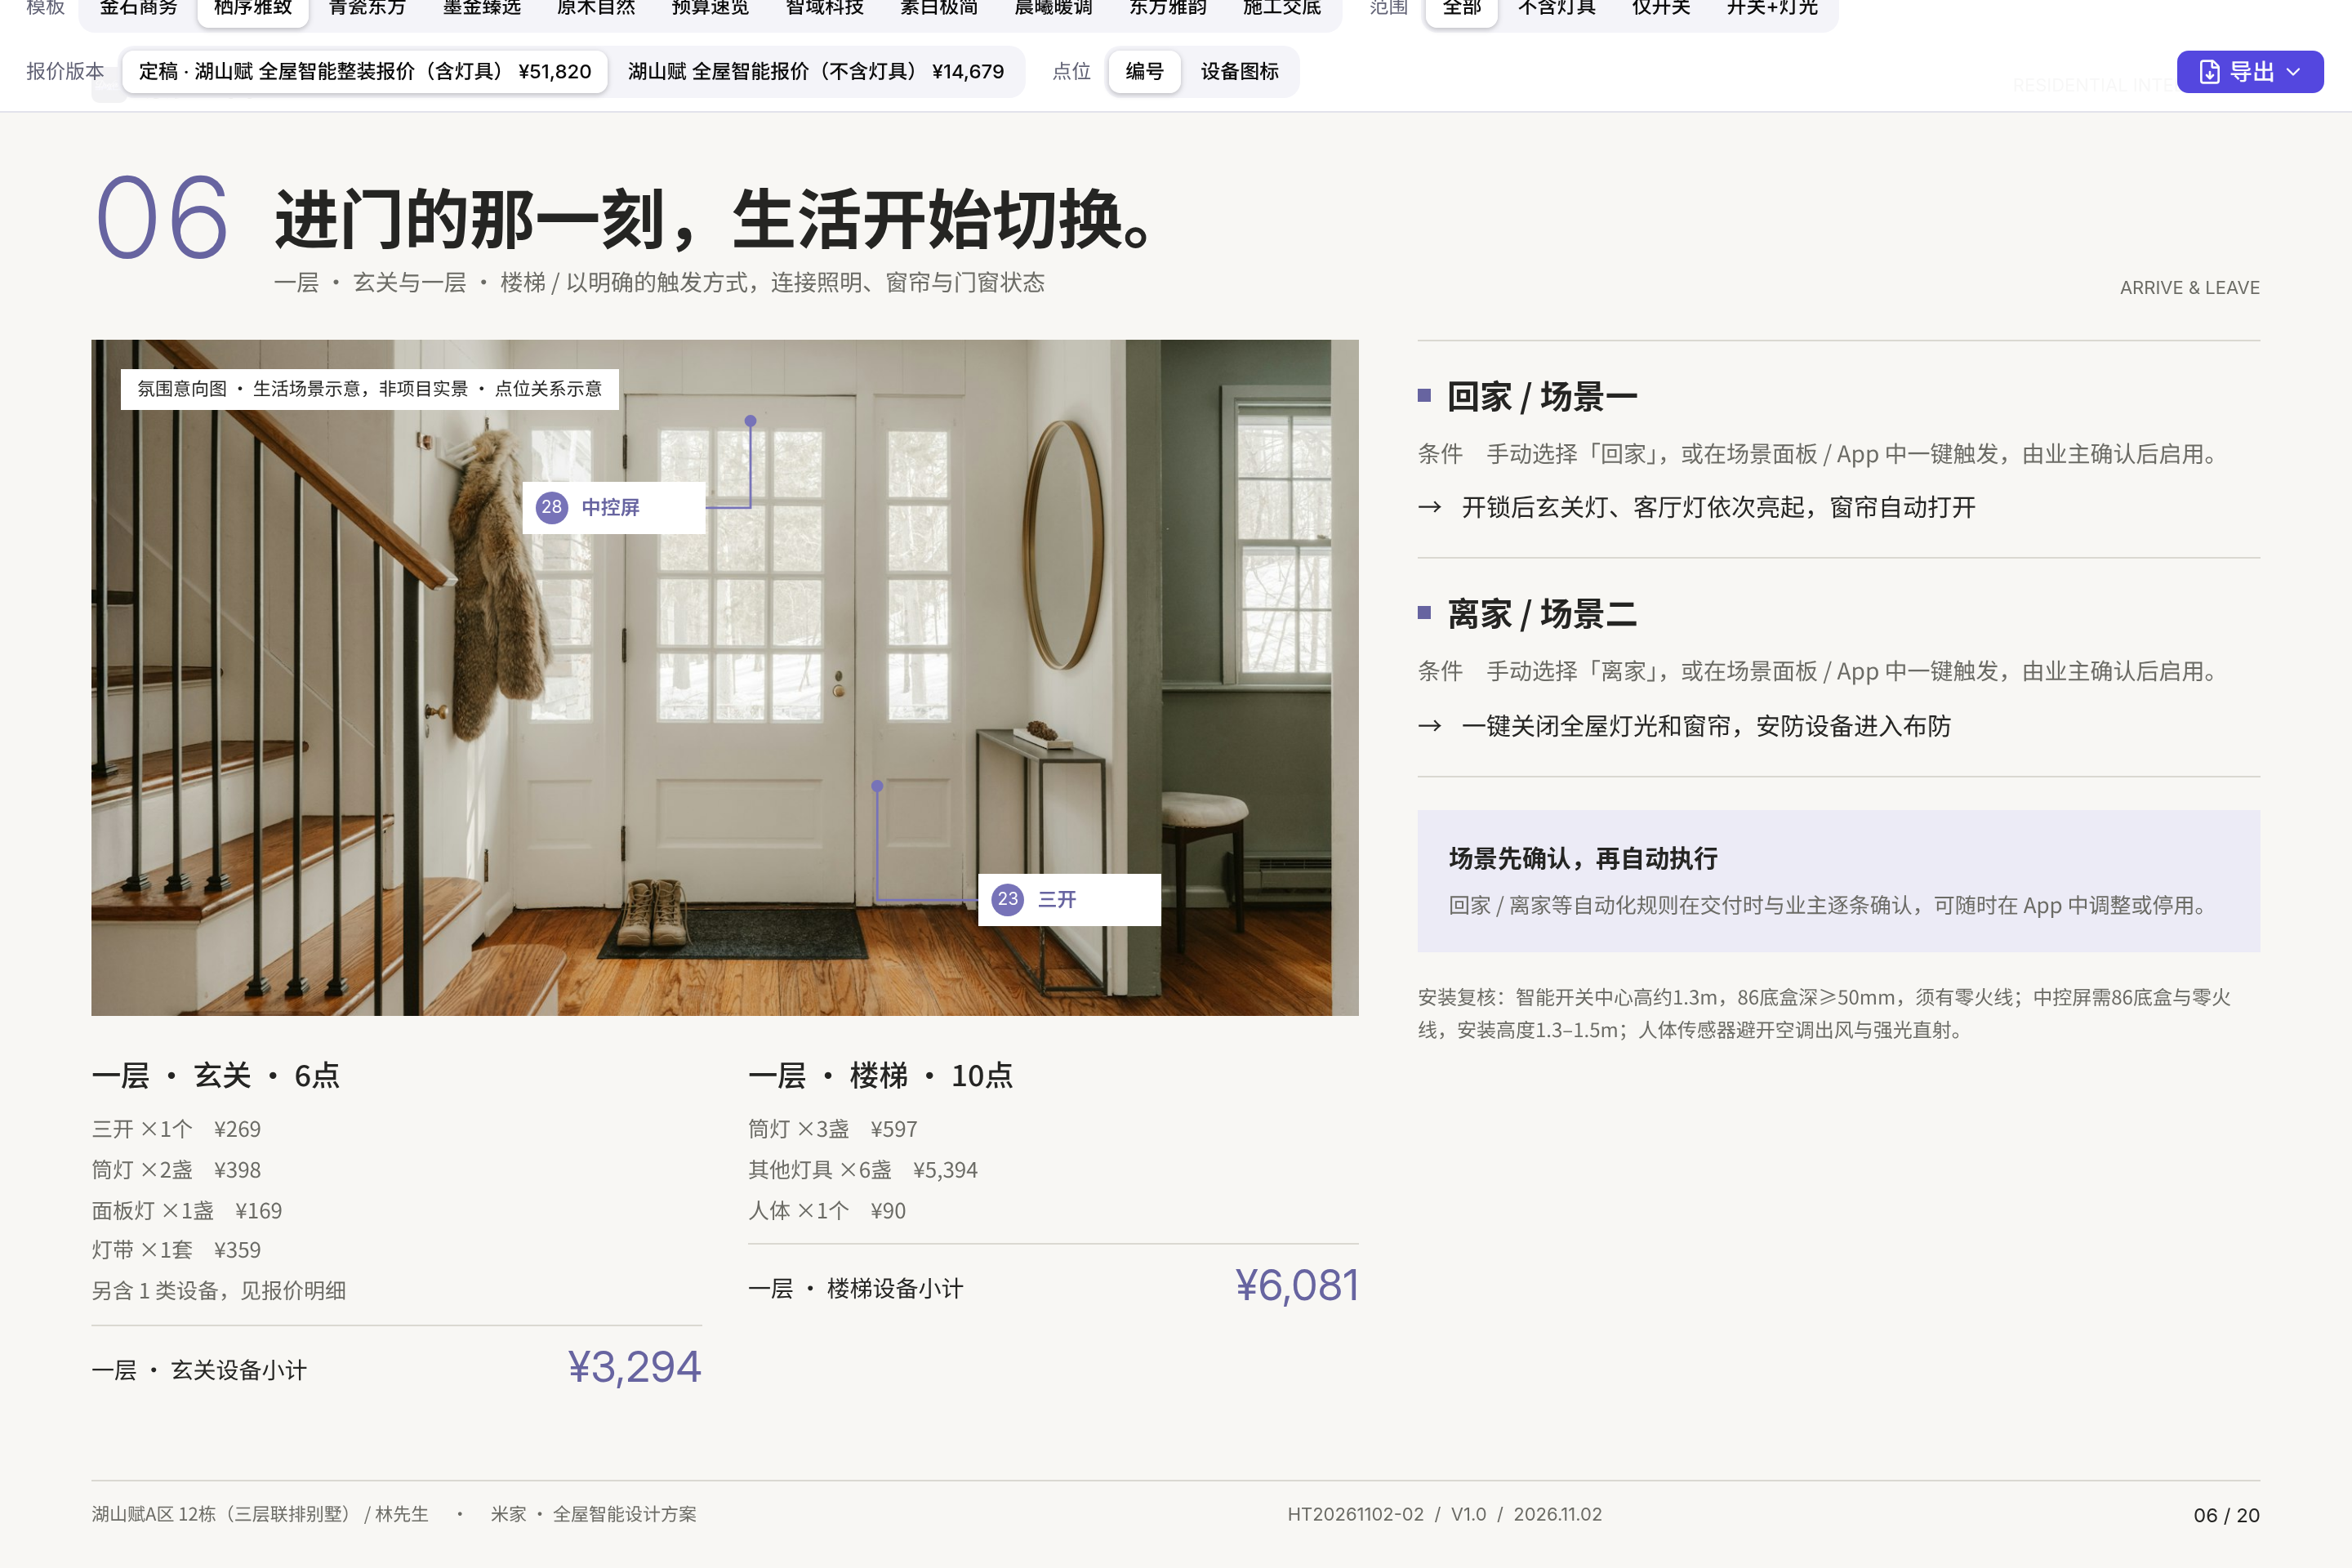 模板 金石商务 栖序雅致 青瓷东方 墨金臻选 原木自然 预算速览 智域科技 素白极简 晨曦暖调 东方雅韵 施工交底 范围 全部 不含灯具 仅开关 开关+灯光
报价版本 定稿 · 湖山赋 全屋智能整装报价（含灯具） ¥51,820 湖山赋 全屋智能报价（不含灯具） ¥14,679 点位 编号 设备图标 导出
RESIDENTIAL INTE
06 进门的那一刻，生活开始切换。
一层 · 玄关与一层 · 楼梯 / 以明确的触发方式，连接照明、窗帘与门窗状态
ARRIVE & LEAVE
氛围意向图 · 生活场景示意，非项目实景 · 点位关系示意
28 中控屏
23 三开
回家 / 场景一
条件 手动选择「回家」，或在场景面板 / App 中一键触发，由业主确认后启用。
→ 开锁后玄关灯、客厅灯依次亮起，窗帘自动打开
离家 / 场景二
条件 手动选择「离家」，或在场景面板 / App 中一键触发，由业主确认后启用。
→ 一键关闭全屋灯光和窗帘，安防设备进入布防
场景先确认，再自动执行
回家 / 离家等自动化规则在交付时与业主逐条确认，可随时在 App 中调整或停用。
安装复核：智能开关中心高约1.3m，86底盒深≥50mm，须有零火线；中控屏需86底盒与零火
线，安装高度1.3–1.5m；人体传感器避开空调出风与强光直射。
一层 · 玄关 · 6点
三开 ×1个 ¥269
筒灯 ×2盏 ¥398
面板灯 ×1盏 ¥169
灯带 ×1套 ¥359
另含 1 类设备，见报价明细
一层 · 玄关设备小计 ¥3,294
一层 · 楼梯 · 10点
筒灯 ×3盏 ¥597
其他灯具 ×6盏 ¥5,394
人体 ×1个 ¥90
一层 · 楼梯设备小计 ¥6,081
湖山赋A区 12栋（三层联排别墅） / 林先生 · 米家 · 全屋智能设计方案
HT20261102-02 / V1.0 / 2026.11.02
06 / 20